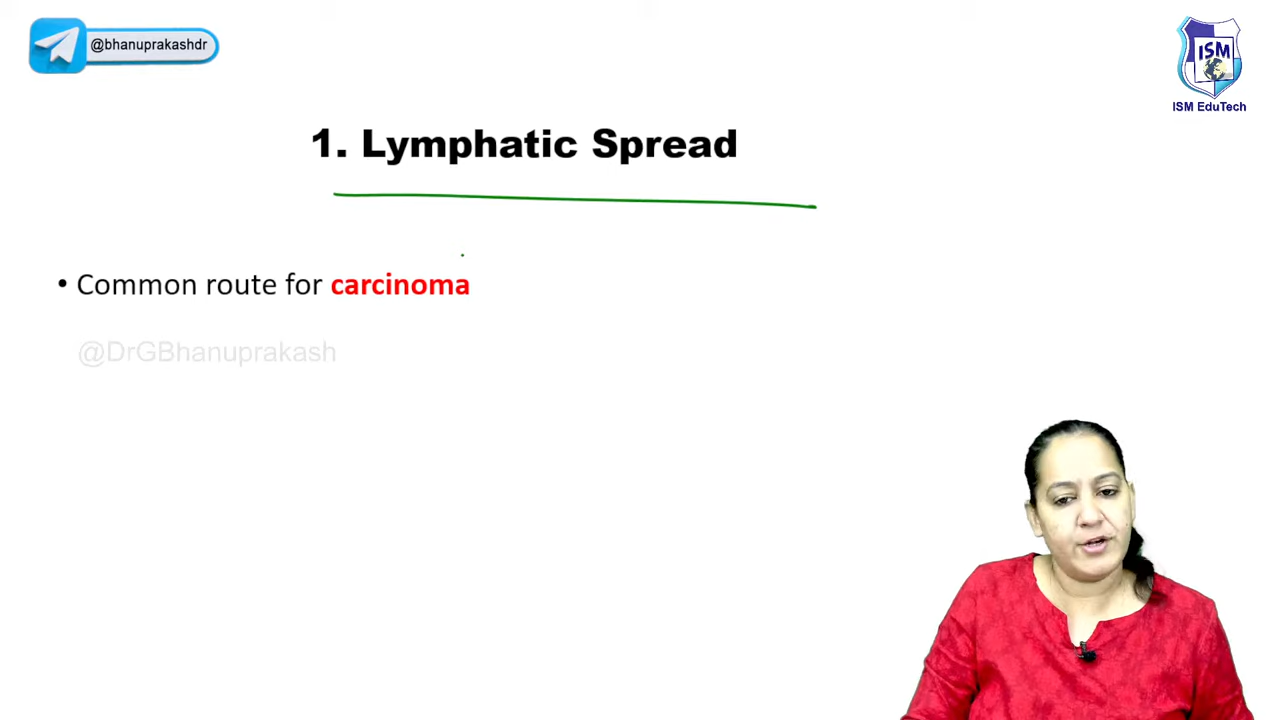 @bhanuprakashdr
ISM
ISM EduTech
1. Lymphatic Spread
• Common route for carcinoma
@DrGBhanuprakash